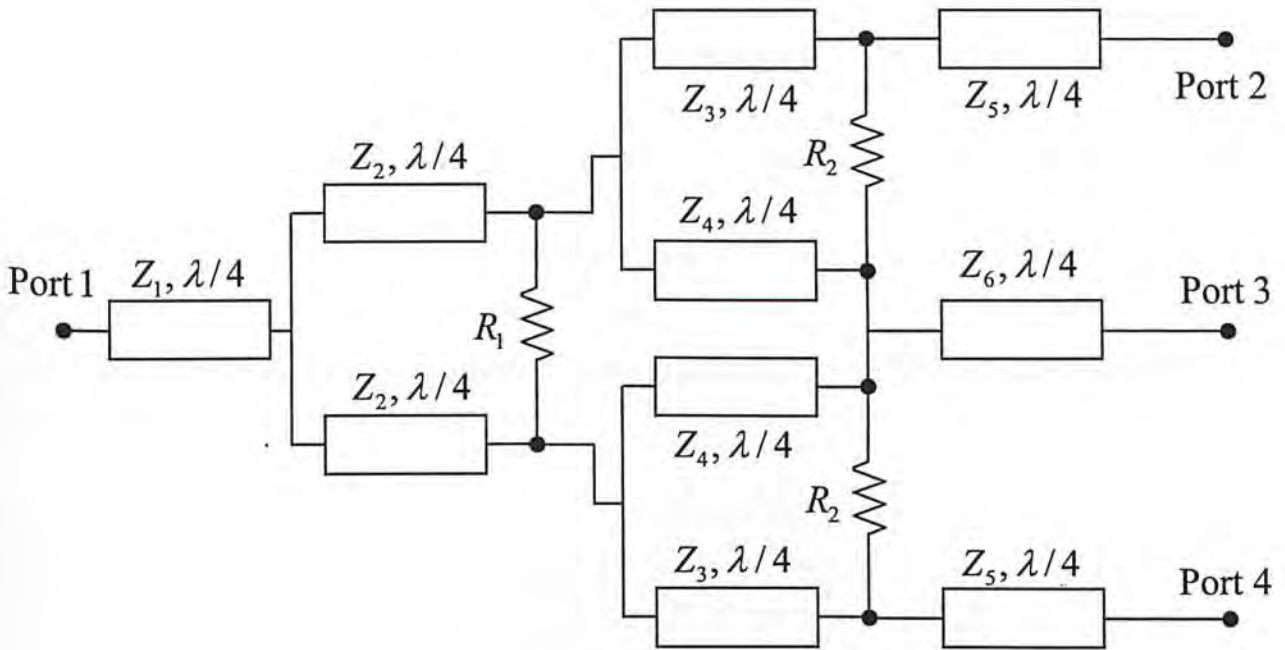 Z₃, λ/4
Z₅, λ/4
Port 2
R₂
Z₂, λ/4
Z₄, λ/4
Port 1
Z₁, λ/4
Z₆, λ/4
Port 3
R₁
Z₂, λ/4
Z₄, λ/4
R₂
Z₃, λ/4
Z₅, λ/4
Port 4